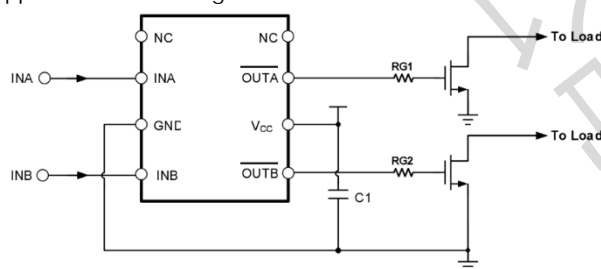 NC
NC
INA
INA
OUTA
RG1
To Load
GND
Vcc
INB
INB
OUTB
RG2
To Load
C1